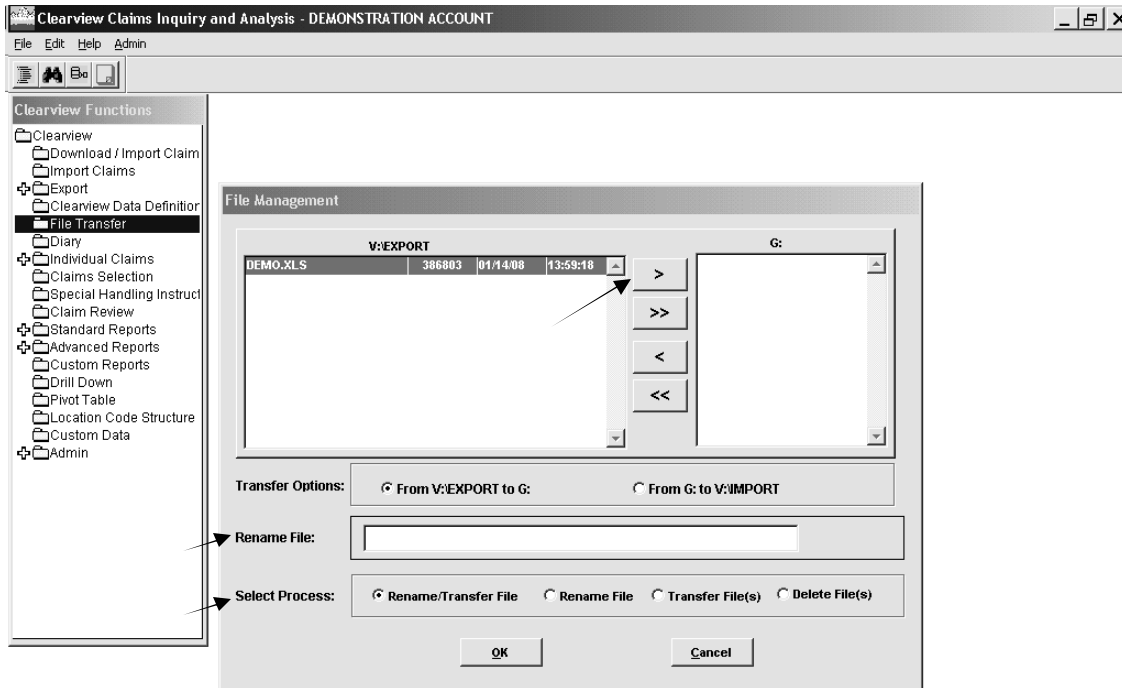 Clearview Claims Inquiry and Analysis - DEMONSTRATION ACCOUNT
File Edit Help Admin
Clearview Functions
Clearview
Download / Import Claim
Import Claims
Export
Clearview Data Definition
File Transfer
Diary
Individual Claims
Claims Selection
Special Handling Instruct
Claim Review
Standard Reports
Advanced Reports
Custom Reports
Drill Down
Pivot Table
Location Code Structure
Custom Data
Admin
File Management
V:\EXPORT
G:
DEMO.XLS 386803 01/14/08 13:59:18
>
>>
<
<<
Transfer Options: From V:\EXPORT to G: From G: to V:\IMPORT
Rename File:
Select Process: Rename/Transfer File Rename File Transfer File(s) Delete File(s)
OK Cancel